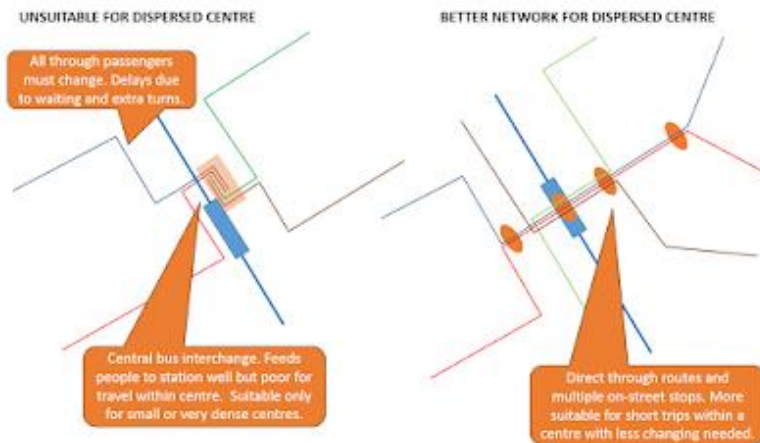 UNSUITABLE FOR DISPERSED CENTRE
All through passengers
must change. Delays due
to waiting and extra turns.
Central bus interchange. Feeds
people to station well but poor for
travel within centre. Suitable only
for small or very dense centres.
BETTER NETWORK FOR DISPERSED CENTRE
Direct through routes and
multiple on-street stops. More
suitable for short trips within a
centre with less changing needed.